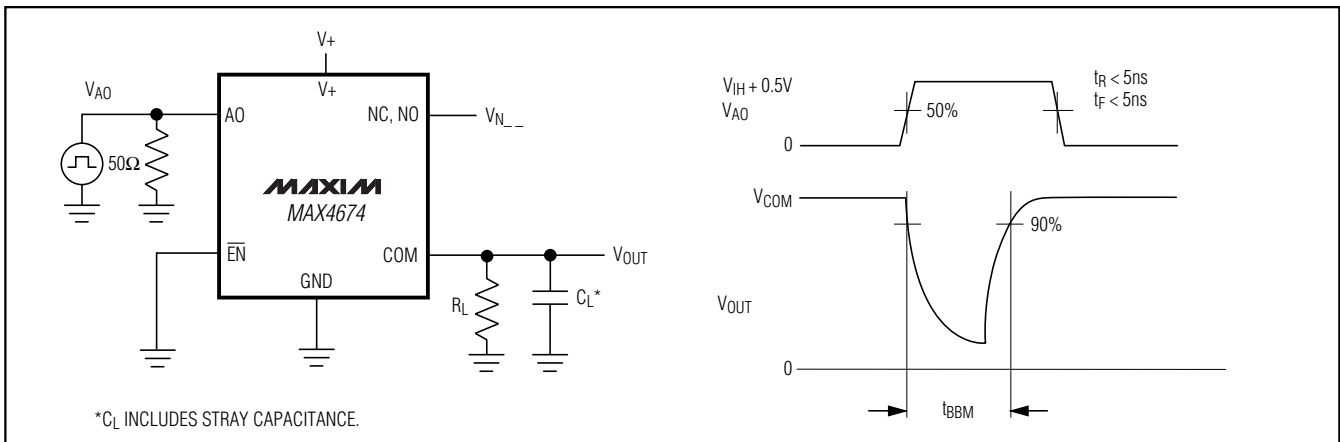 V+
V+
VAO
AO
NC, NO
VN_ _
50Ω
MAXIM
MAX4674
EN
COM
VOUT
GND
RL
CL*
*CL INCLUDES STRAY CAPACITANCE.
VIH + 0.5V
VAO
0
50%
tR < 5ns
tF < 5ns
VCOM
90%
VOUT
0
tBBM